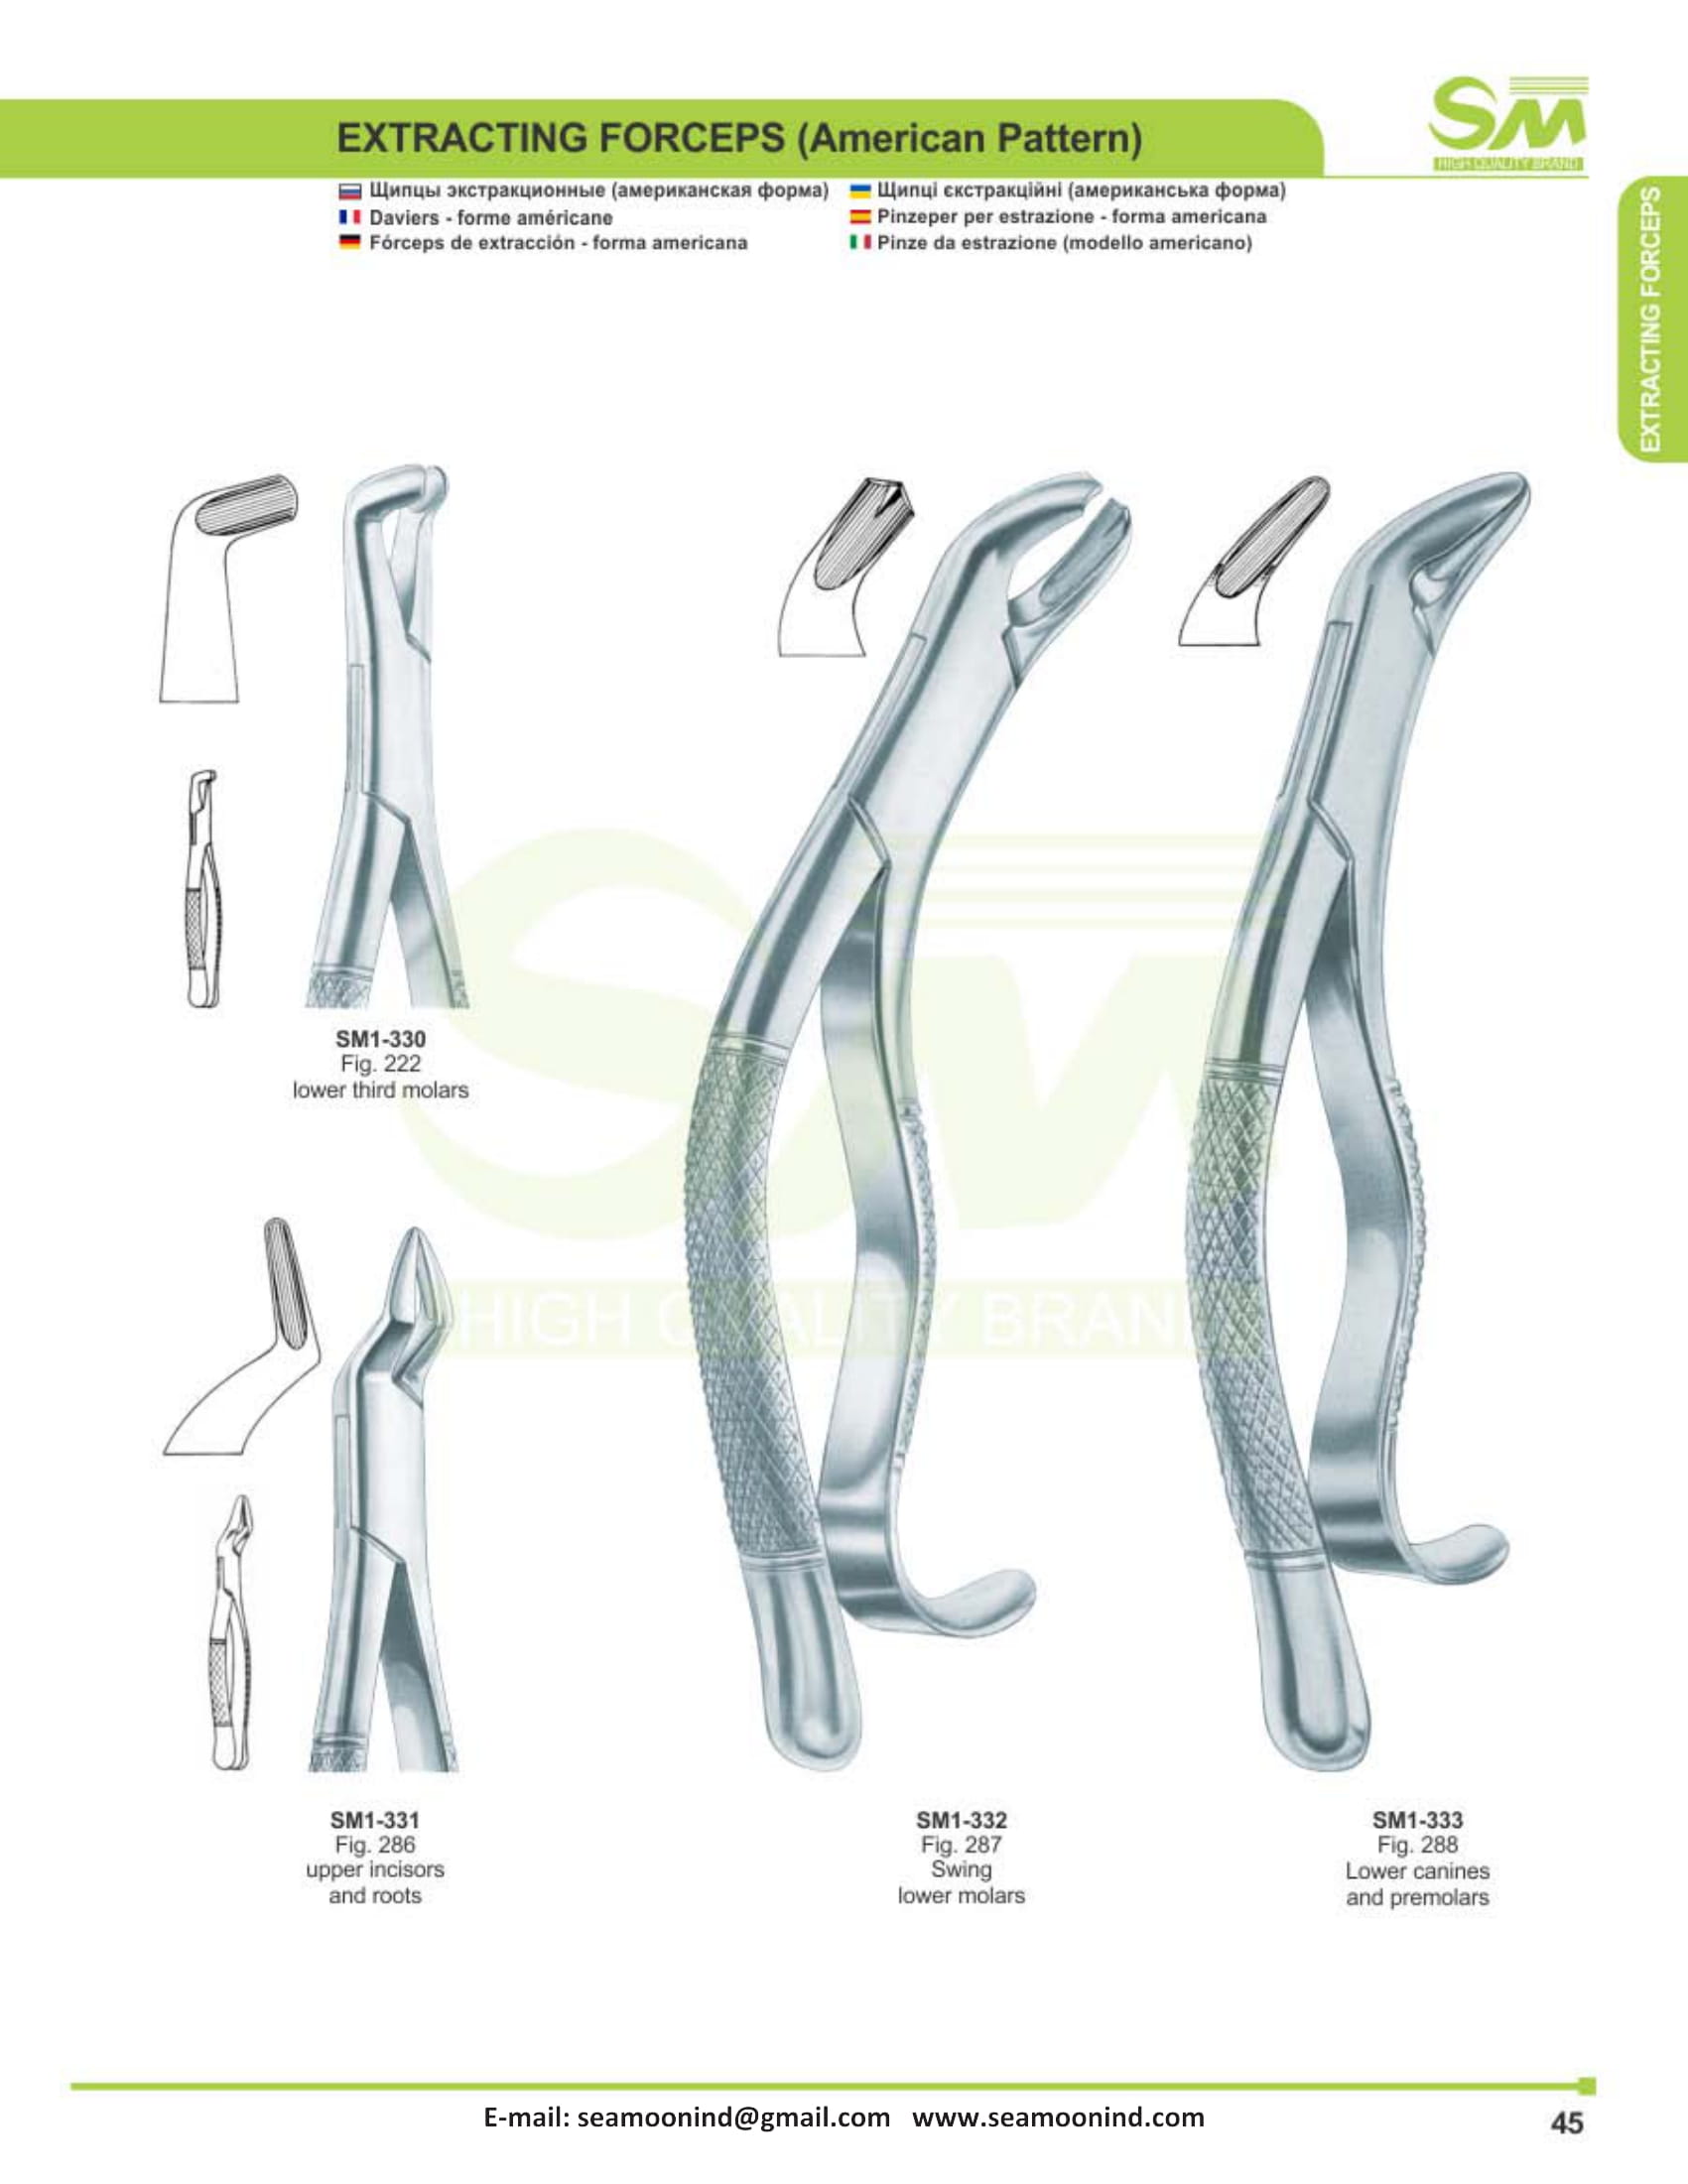 SM
HIGH QUALITY BRAND
EXTRACTING FORCEPS (American Pattern)
Щипцы экстракционные (американская форма)
Щипці єкстракційні (американська форма)
Daviers - forme américane
Pinzeper per estrazione - forma americana
Fórceps de extracción - forma americana
Pinze da estrazione (modello americano)
EXTRACTING FORCEPS
SM1-330
Fig. 222
lower third molars
SM
HIGH QUALITY BRAND
SM1-331
Fig. 286
upper incisors
and roots
SM1-332
Fig. 287
Swing
lower molars
SM1-333
Fig. 288
Lower canines
and premolars
E-mail: seamoonind@gmail.com www.seamoonind.com
45